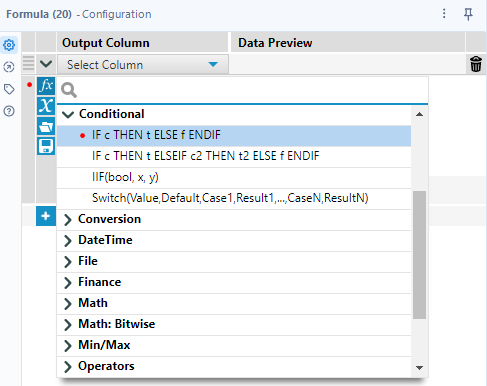 Formula (20) - Configuration
Output Column Data Preview
Select Column
fx
X
Conditional
IF c THEN t ELSE f ENDIF
IF c THEN t ELSEIF c2 THEN t2 ELSE f ENDIF
IIF(bool, x, y)
Switch(Value,Default,Case1,Result1,...,CaseN,ResultN)
Conversion
DateTime
File
Finance
Math
Math: Bitwise
Min/Max
Operators